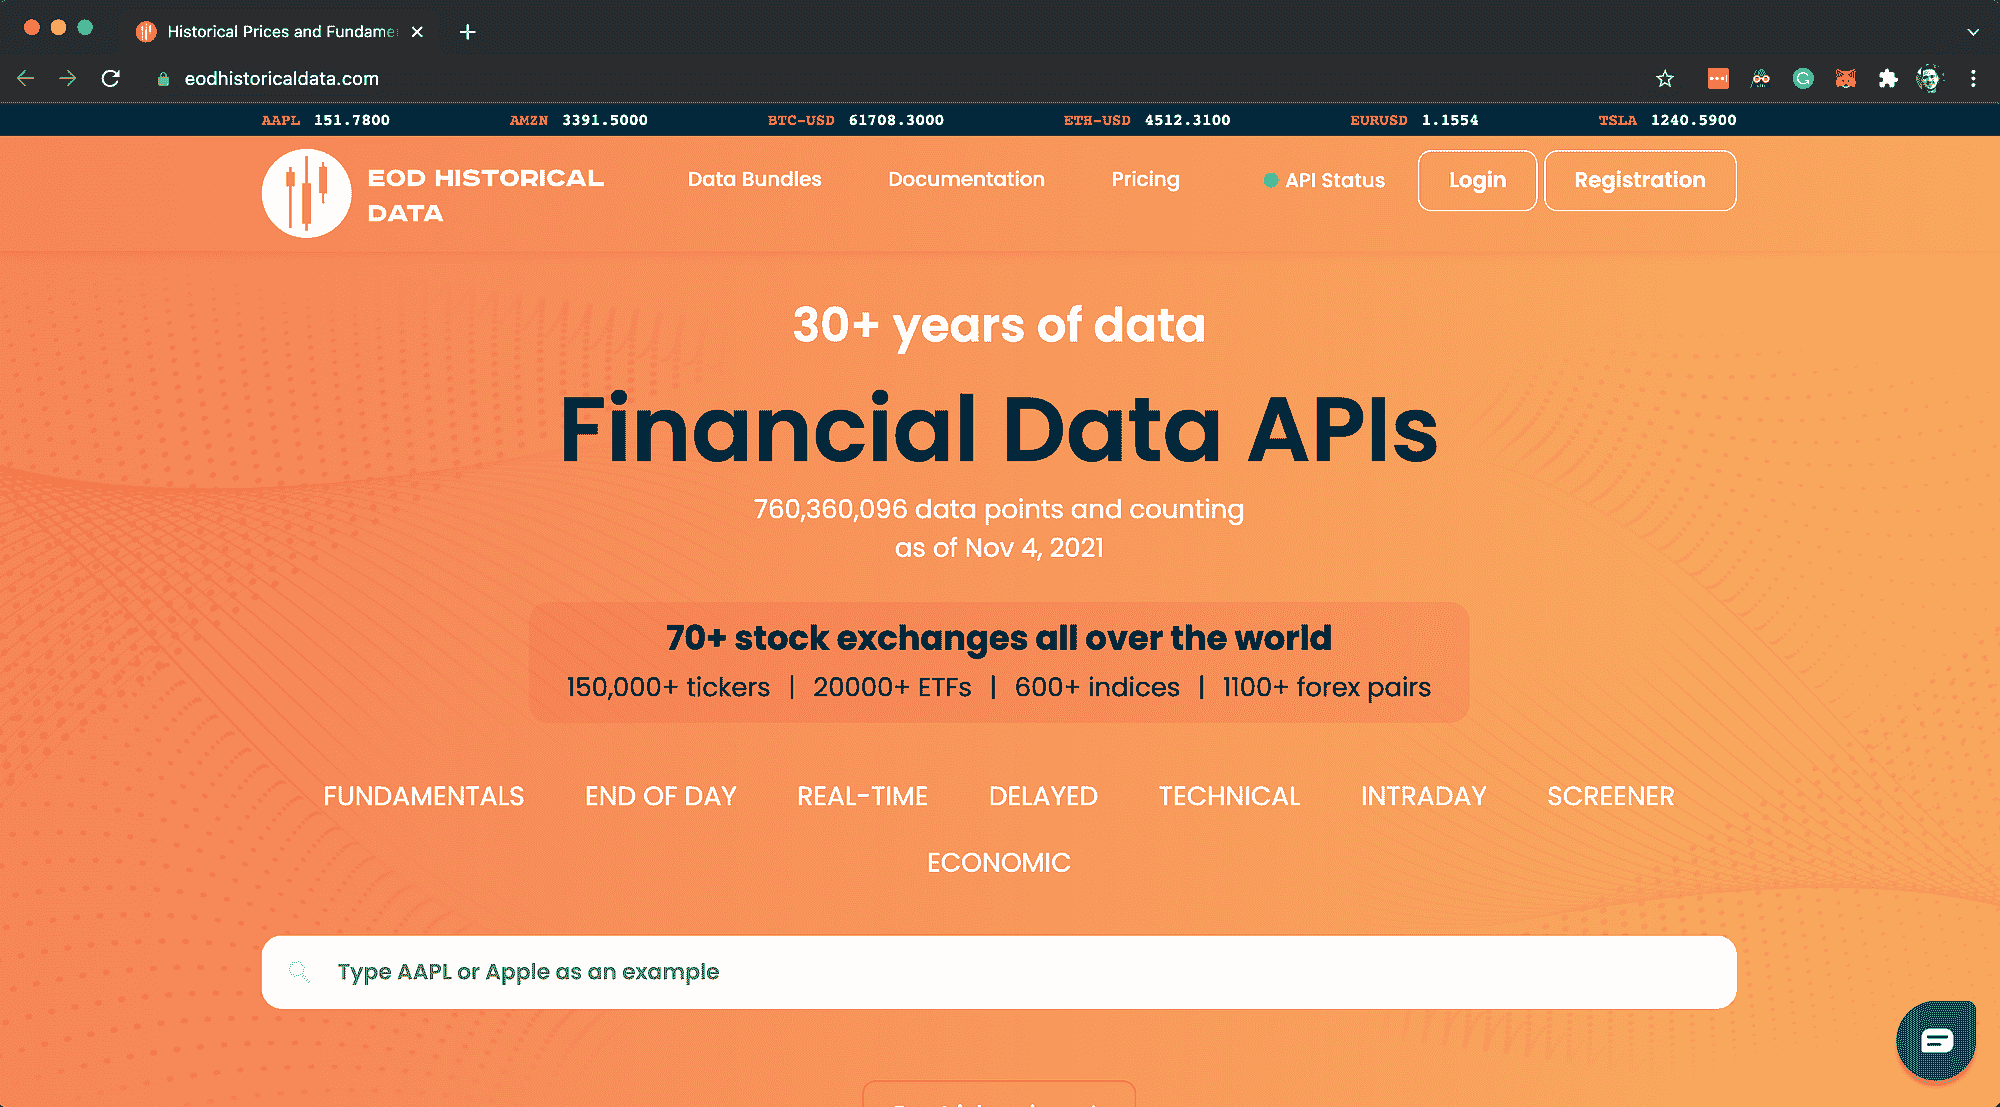 Historical Prices and Fundame
eodhistoricaldata.com
AAPL 151.7800 AMZN 3391.5000 BTC-USD 61708.3000 ETH-USD 4512.3100 EURUSD 1.1554 TSLA 1240.5900
EOD HISTORICAL
DATA
Data Bundles Documentation Pricing API Status Login Registration
30+ years of data
Financial Data APIs
760,360,096 data points and counting
as of Nov 4, 2021
70+ stock exchanges all over the world
150,000+ tickers | 20000+ ETFs | 600+ indices | 1100+ forex pairs
FUNDAMENTALS END OF DAY REAL-TIME DELAYED TECHNICAL INTRADAY SCREENER
ECONOMIC
Type AAPL or Apple as an example